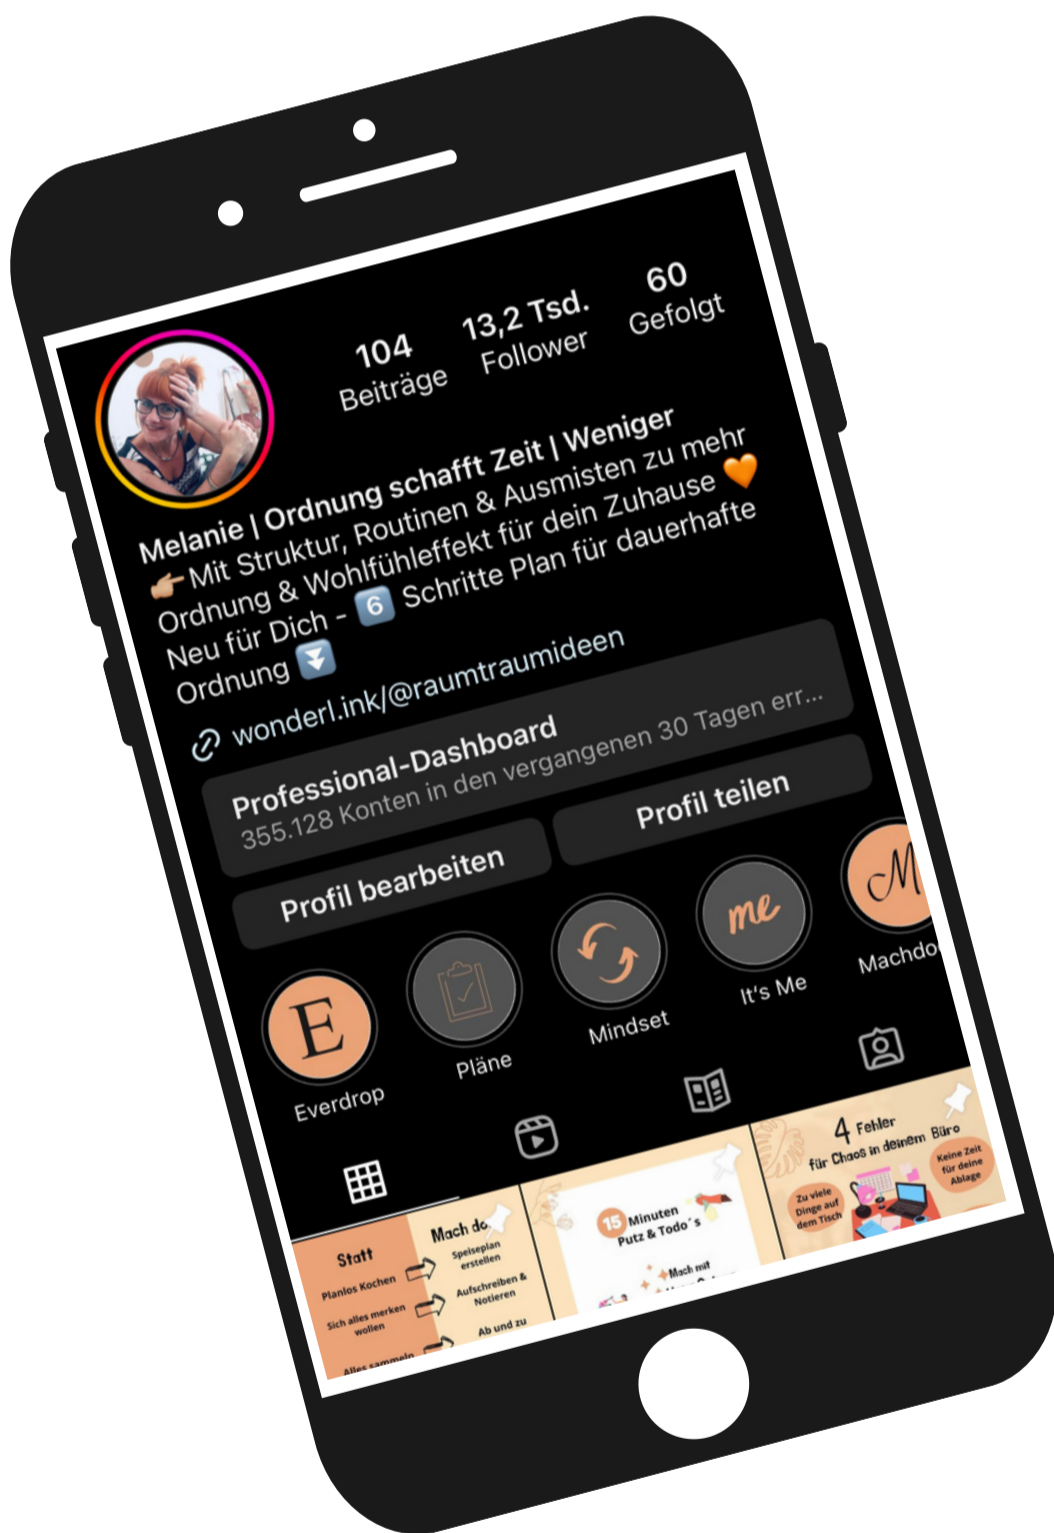 104
Beiträge
13,2 Tsd.
Follower
60
Gefolgt
Melanie | Ordnung schafft Zeit | Weniger
👉🏼Mit Struktur, Routinen & Ausmisten zu mehr
Ordnung & Wohlfühleffekt für dein Zuhause 🧡
Neu für Dich - 6️⃣ Schritte Plan für dauerhafte
Ordnung ⏬
wonderl.ink/@raumtraumideen
Professional-Dashboard
355.128 Konten in den vergangenen 30 Tagen err...
Profil bearbeiten
Profil teilen
E
me
M
Everdrop
Pläne
Mindset
It's Me
Machdo
Statt
Planlos Kochen
Sich alles merken
wollen
Alles sammeln
Mach do
Speiseplan
erstellen
Aufschreiben &
Notieren
Ab und zu
15 Minuten
Putz & Todo´s
Mach mit
4 Fehler
für Chaos in deinem Büro
Zu viele
Dinge auf
dem Tisch
Keine Zeit
für deine
Ablage